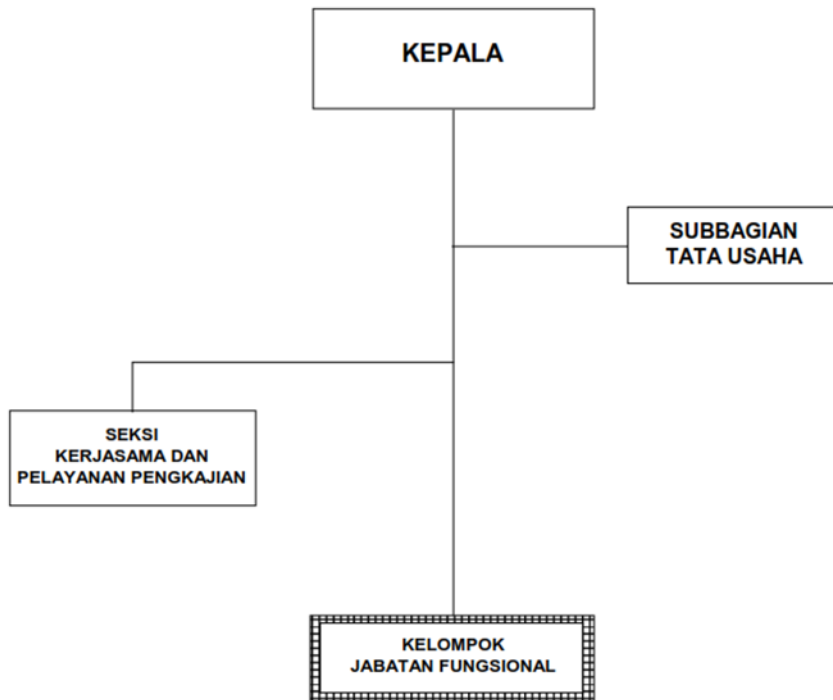 KEPALA
SUBBAGIAN
TATA USAHA
SEKSI
KERJASAMA DAN
PELAYANAN PENGKAJIAN
KELOMPOK
JABATAN FUNGSIONAL